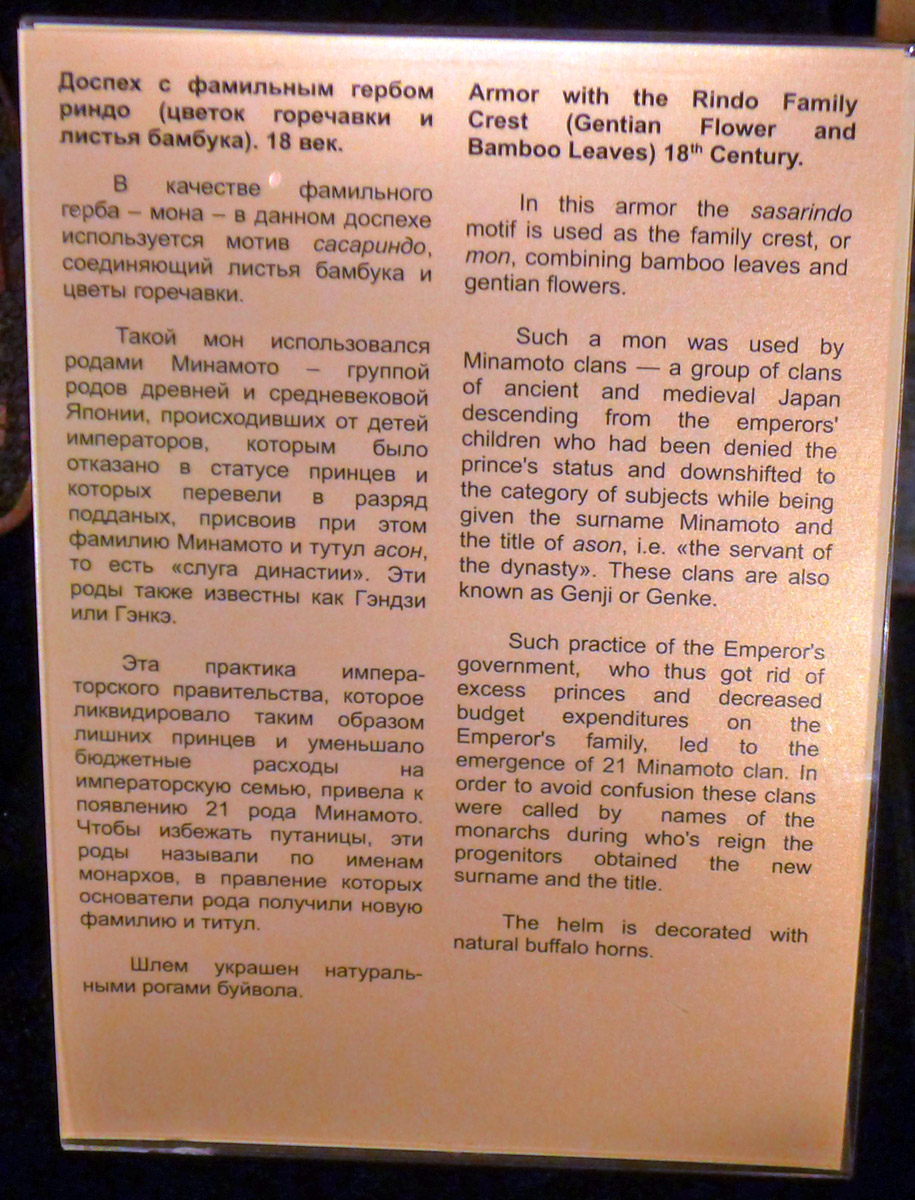 Доспех с фамильным гербом
риндо (цветок горечавки и
листья бамбука). 18 век.
В качестве фамильного
герба – мона – в данном доспехе
используется мотив сасариндо,
соединяющий листья бамбука и
цветы горечавки.
Такой мон использовался
родами Минамото – группой
родов древней и средневековой
Японии, происходивших от детей
императоров, которым было
отказано в статусе принцев и
которых перевели в разряд
подданых, присвоив при этом
фамилию Минамото и тутул асон,
то есть «слуга династии». Эти
роды также известны как Гэндзи
или Гэнкэ.
Эта практика импера-
торского правительства, которое
ликвидировало таким образом
лишних принцев и уменьшало
бюджетные расходы на
императорскую семью, привела к
появлению 21 рода Минамото.
Чтобы избежать путаницы, эти
роды называли по именам
монархов, в правление которых
основатели рода получили новую
фамилию и титул.
Шлем украшен натураль-
ными рогами буйвола.
Armor with the Rindo Family
Crest (Gentian Flower and
Bamboo Leaves) 18th Century.
In this armor the sasarindo
motif is used as the family crest, or
mon, combining bamboo leaves and
gentian flowers.
Such a mon was used by
Minamoto clans — a group of clans
of ancient and medieval Japan
descending from the emperors'
children who had been denied the
prince's status and downshifted to
the category of subjects while being
given the surname Minamoto and
the title of ason, i.e. «the servant of
the dynasty». These clans are also
known as Genji or Genke.
Such practice of the Emperor's
government, who thus got rid of
excess princes and decreased
budget expenditures on the
Emperor's family, led to the
emergence of 21 Minamoto clan. In
order to avoid confusion these clans
were called by names of the
monarchs during who's reign the
progenitors obtained the new
surname and the title.
The helm is decorated with
natural buffalo horns.